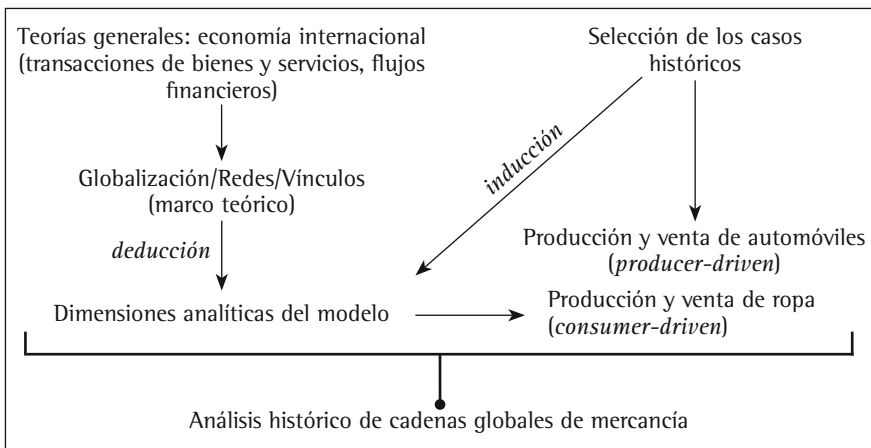 Teorías generales: economía internacional
(transacciones de bienes y servicios, flujos
financieros)
Selección de los casos
históricos
inducción
Globalización/Redes/Vínculos
(marco teórico)
deducción
Producción y venta de automóviles
(producer-driven)
Dimensiones analíticas del modelo
Producción y venta de ropa
(consumer-driven)
Análisis histórico de cadenas globales de mercancía